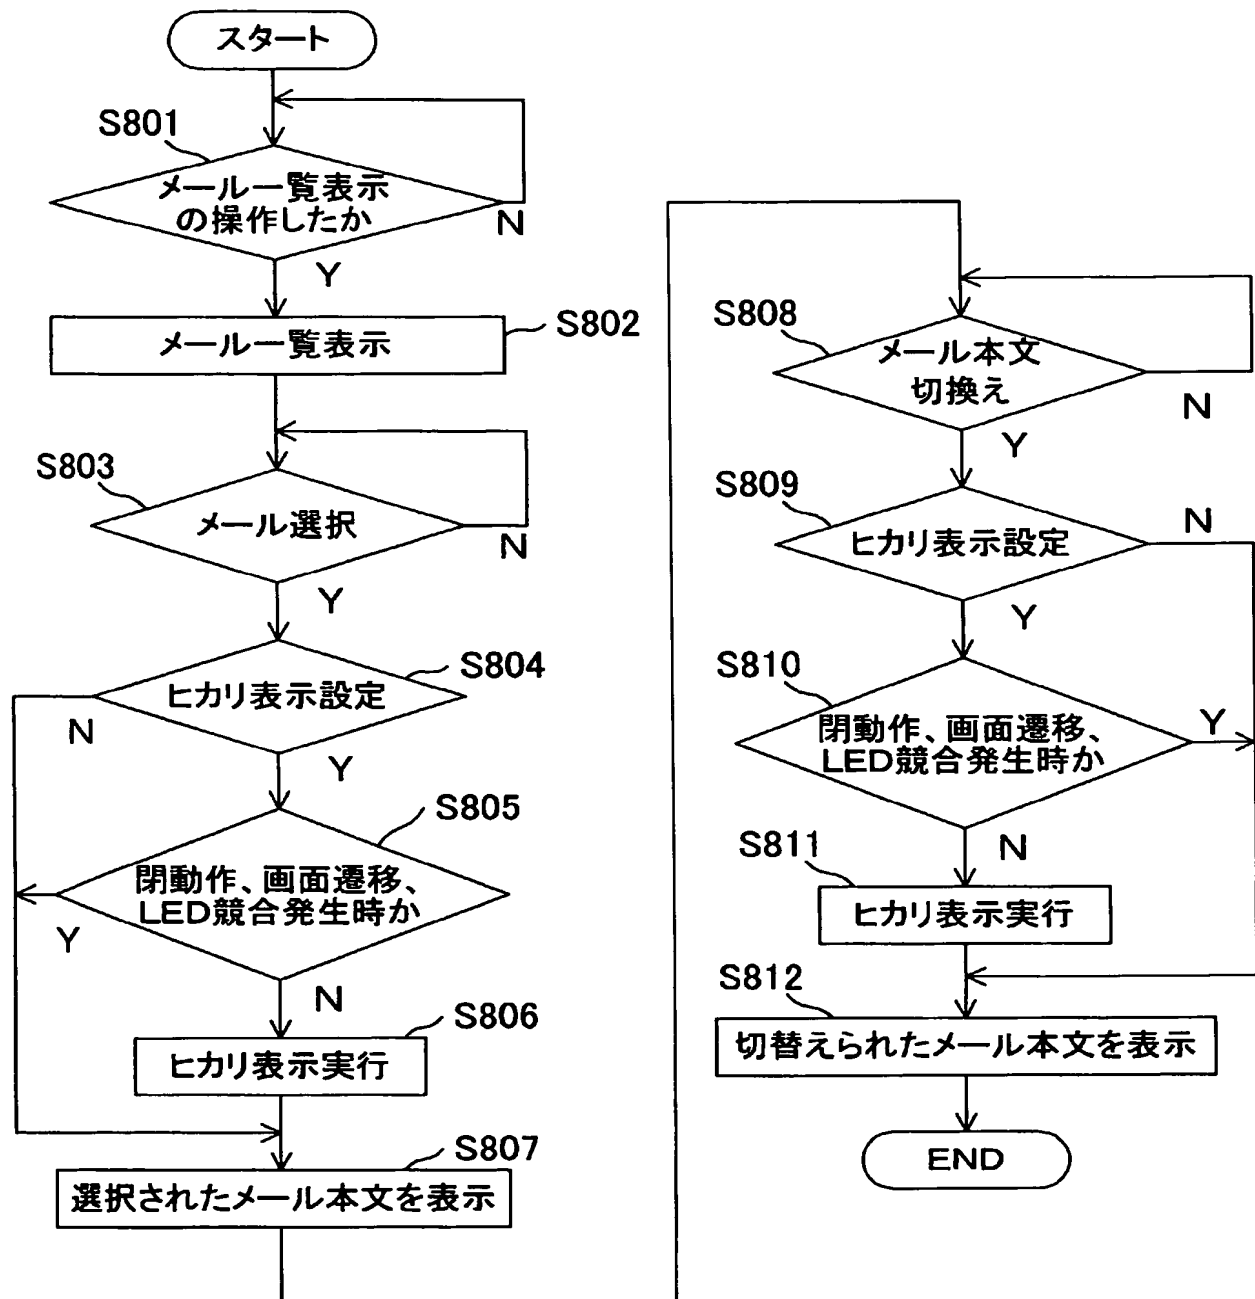 スタート
S801
メール一覧表示
の操作したか
N
Y
メール一覧表示
S802
S803
メール選択
N
Y
S804
ヒカリ表示設定
N
Y
S805
閉動作、画面遷移、
LED競合発生時か
Y
N
S806
ヒカリ表示実行
S807
選択されたメール本文を表示
S808
メール本文
切換え
N
Y
S809
ヒカリ表示設定
N
Y
S810
閉動作、画面遷移、
LED競合発生時か
Y
N
S811
ヒカリ表示実行
S812
切替えられたメール本文を表示
END